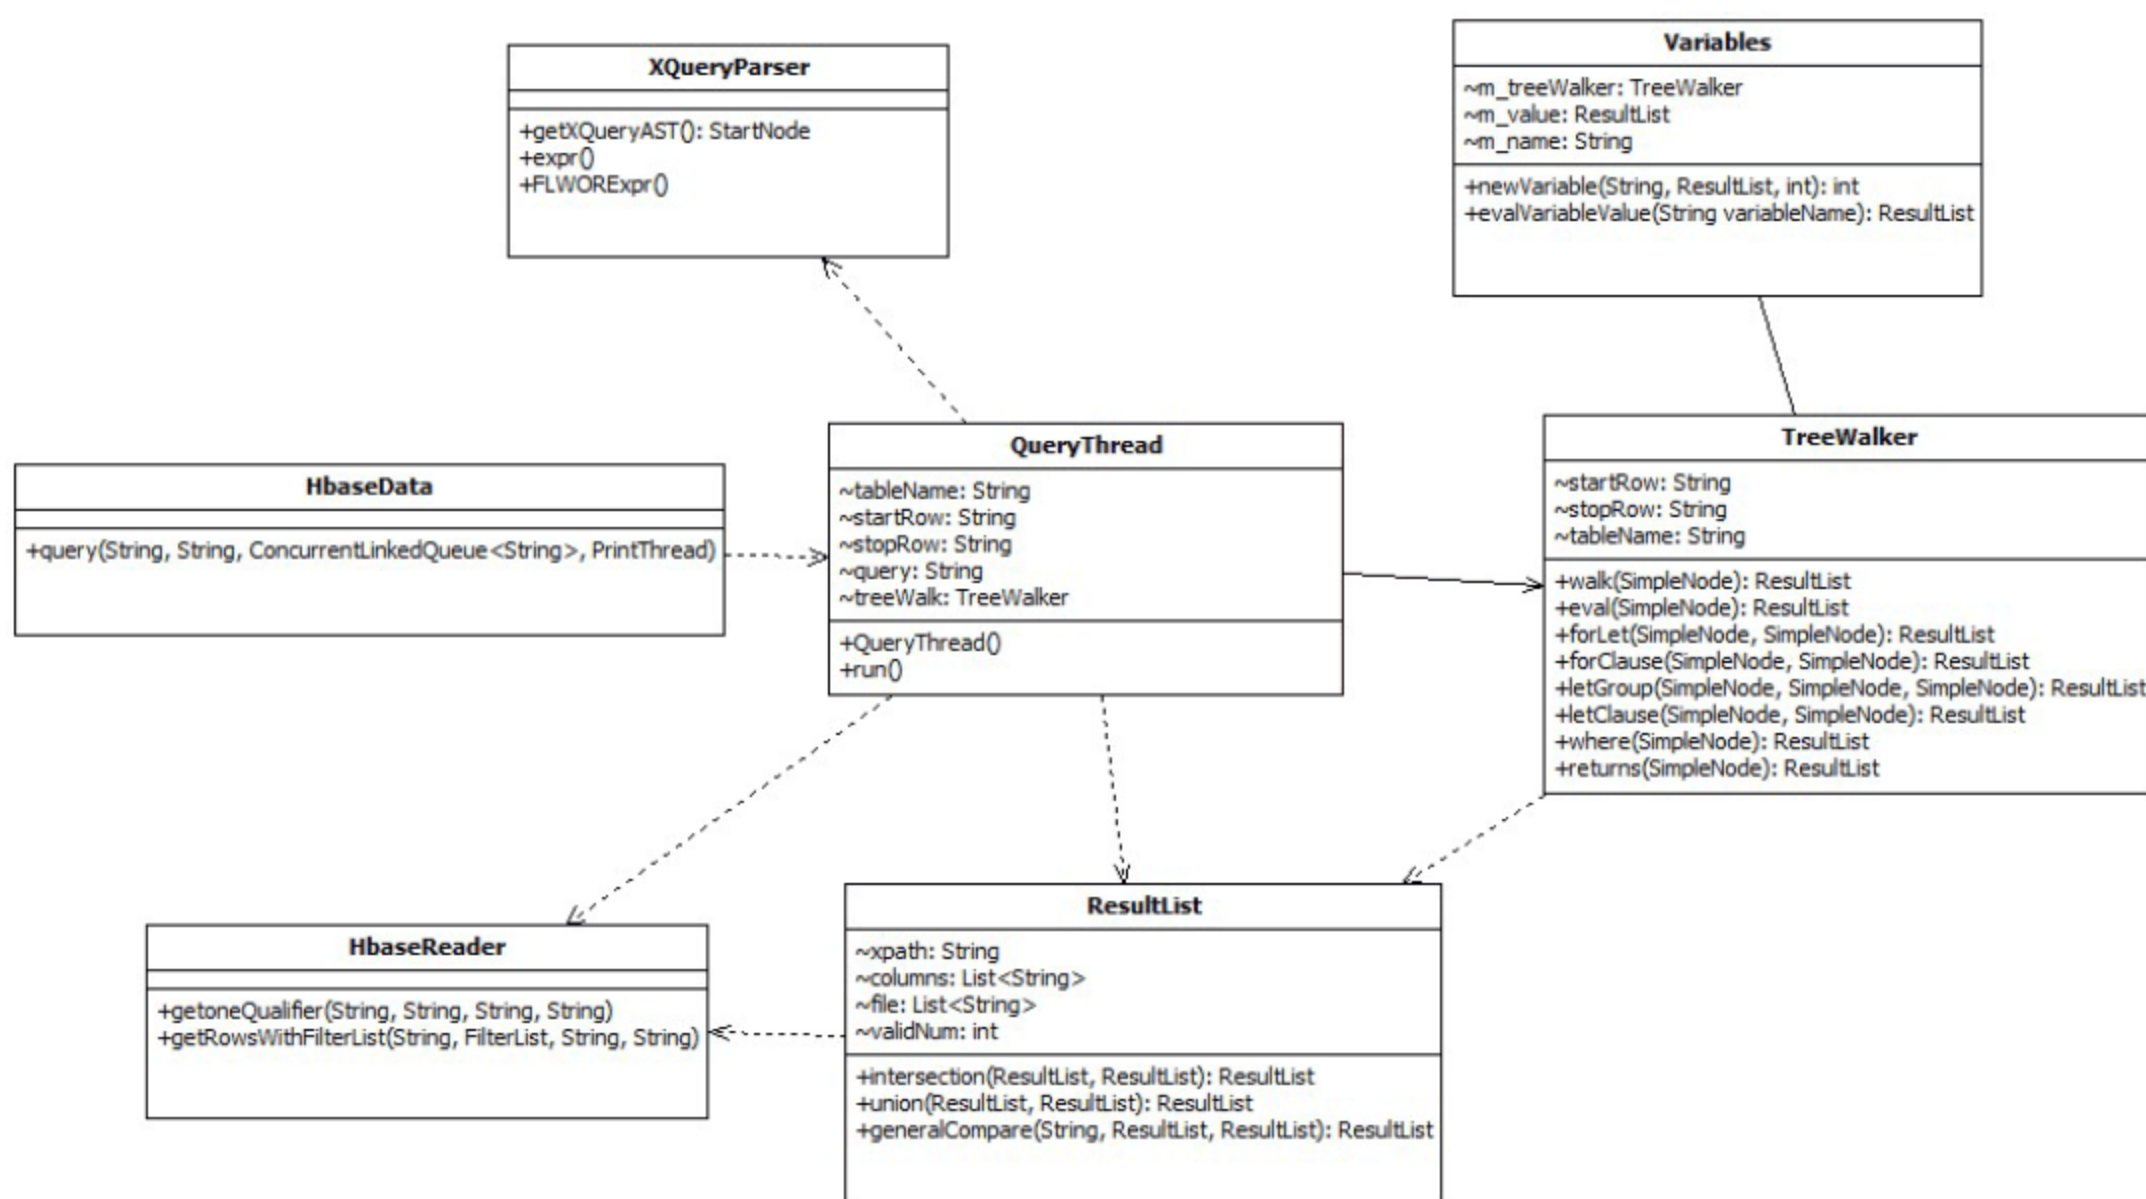 XQueryParser
+getXQueryAST(): StartNode
+expr()
+FLWORExpr()
Variables
~m_treeWalker: TreeWalker
~m_value: ResultList
~m_name: String
+newVariable(String, ResultList, int): int
+evalVariableValue(String variableName): ResultList
HbaseData
+query(String, String, ConcurrentLinkedQueue<String>, PrintThread)
QueryThread
~tableName: String
~startRow: String
~stopRow: String
~query: String
~treeWalk: TreeWalker
+QueryThread()
+run()
TreeWalker
~startRow: String
~stopRow: String
~tableName: String
+walk(SimpleNode): ResultList
+eval(SimpleNode): ResultList
+forLet(SimpleNode, SimpleNode): ResultList
+forClause(SimpleNode, SimpleNode): ResultList
+letGroup(SimpleNode, SimpleNode, SimpleNode): ResultList
+letClause(SimpleNode, SimpleNode): ResultList
+where(SimpleNode): ResultList
+returns(SimpleNode): ResultList
HbaseReader
+getoneQualifier(String, String, String, String)
+getRowsWithFilterList(String, FilterList, String, String)
ResultList
~xpath: String
~columns: List<String>
~file: List<String>
~validNum: int
+intersection(ResultList, ResultList): ResultList
+union(ResultList, ResultList): ResultList
+generalCompare(String, ResultList, ResultList): ResultList